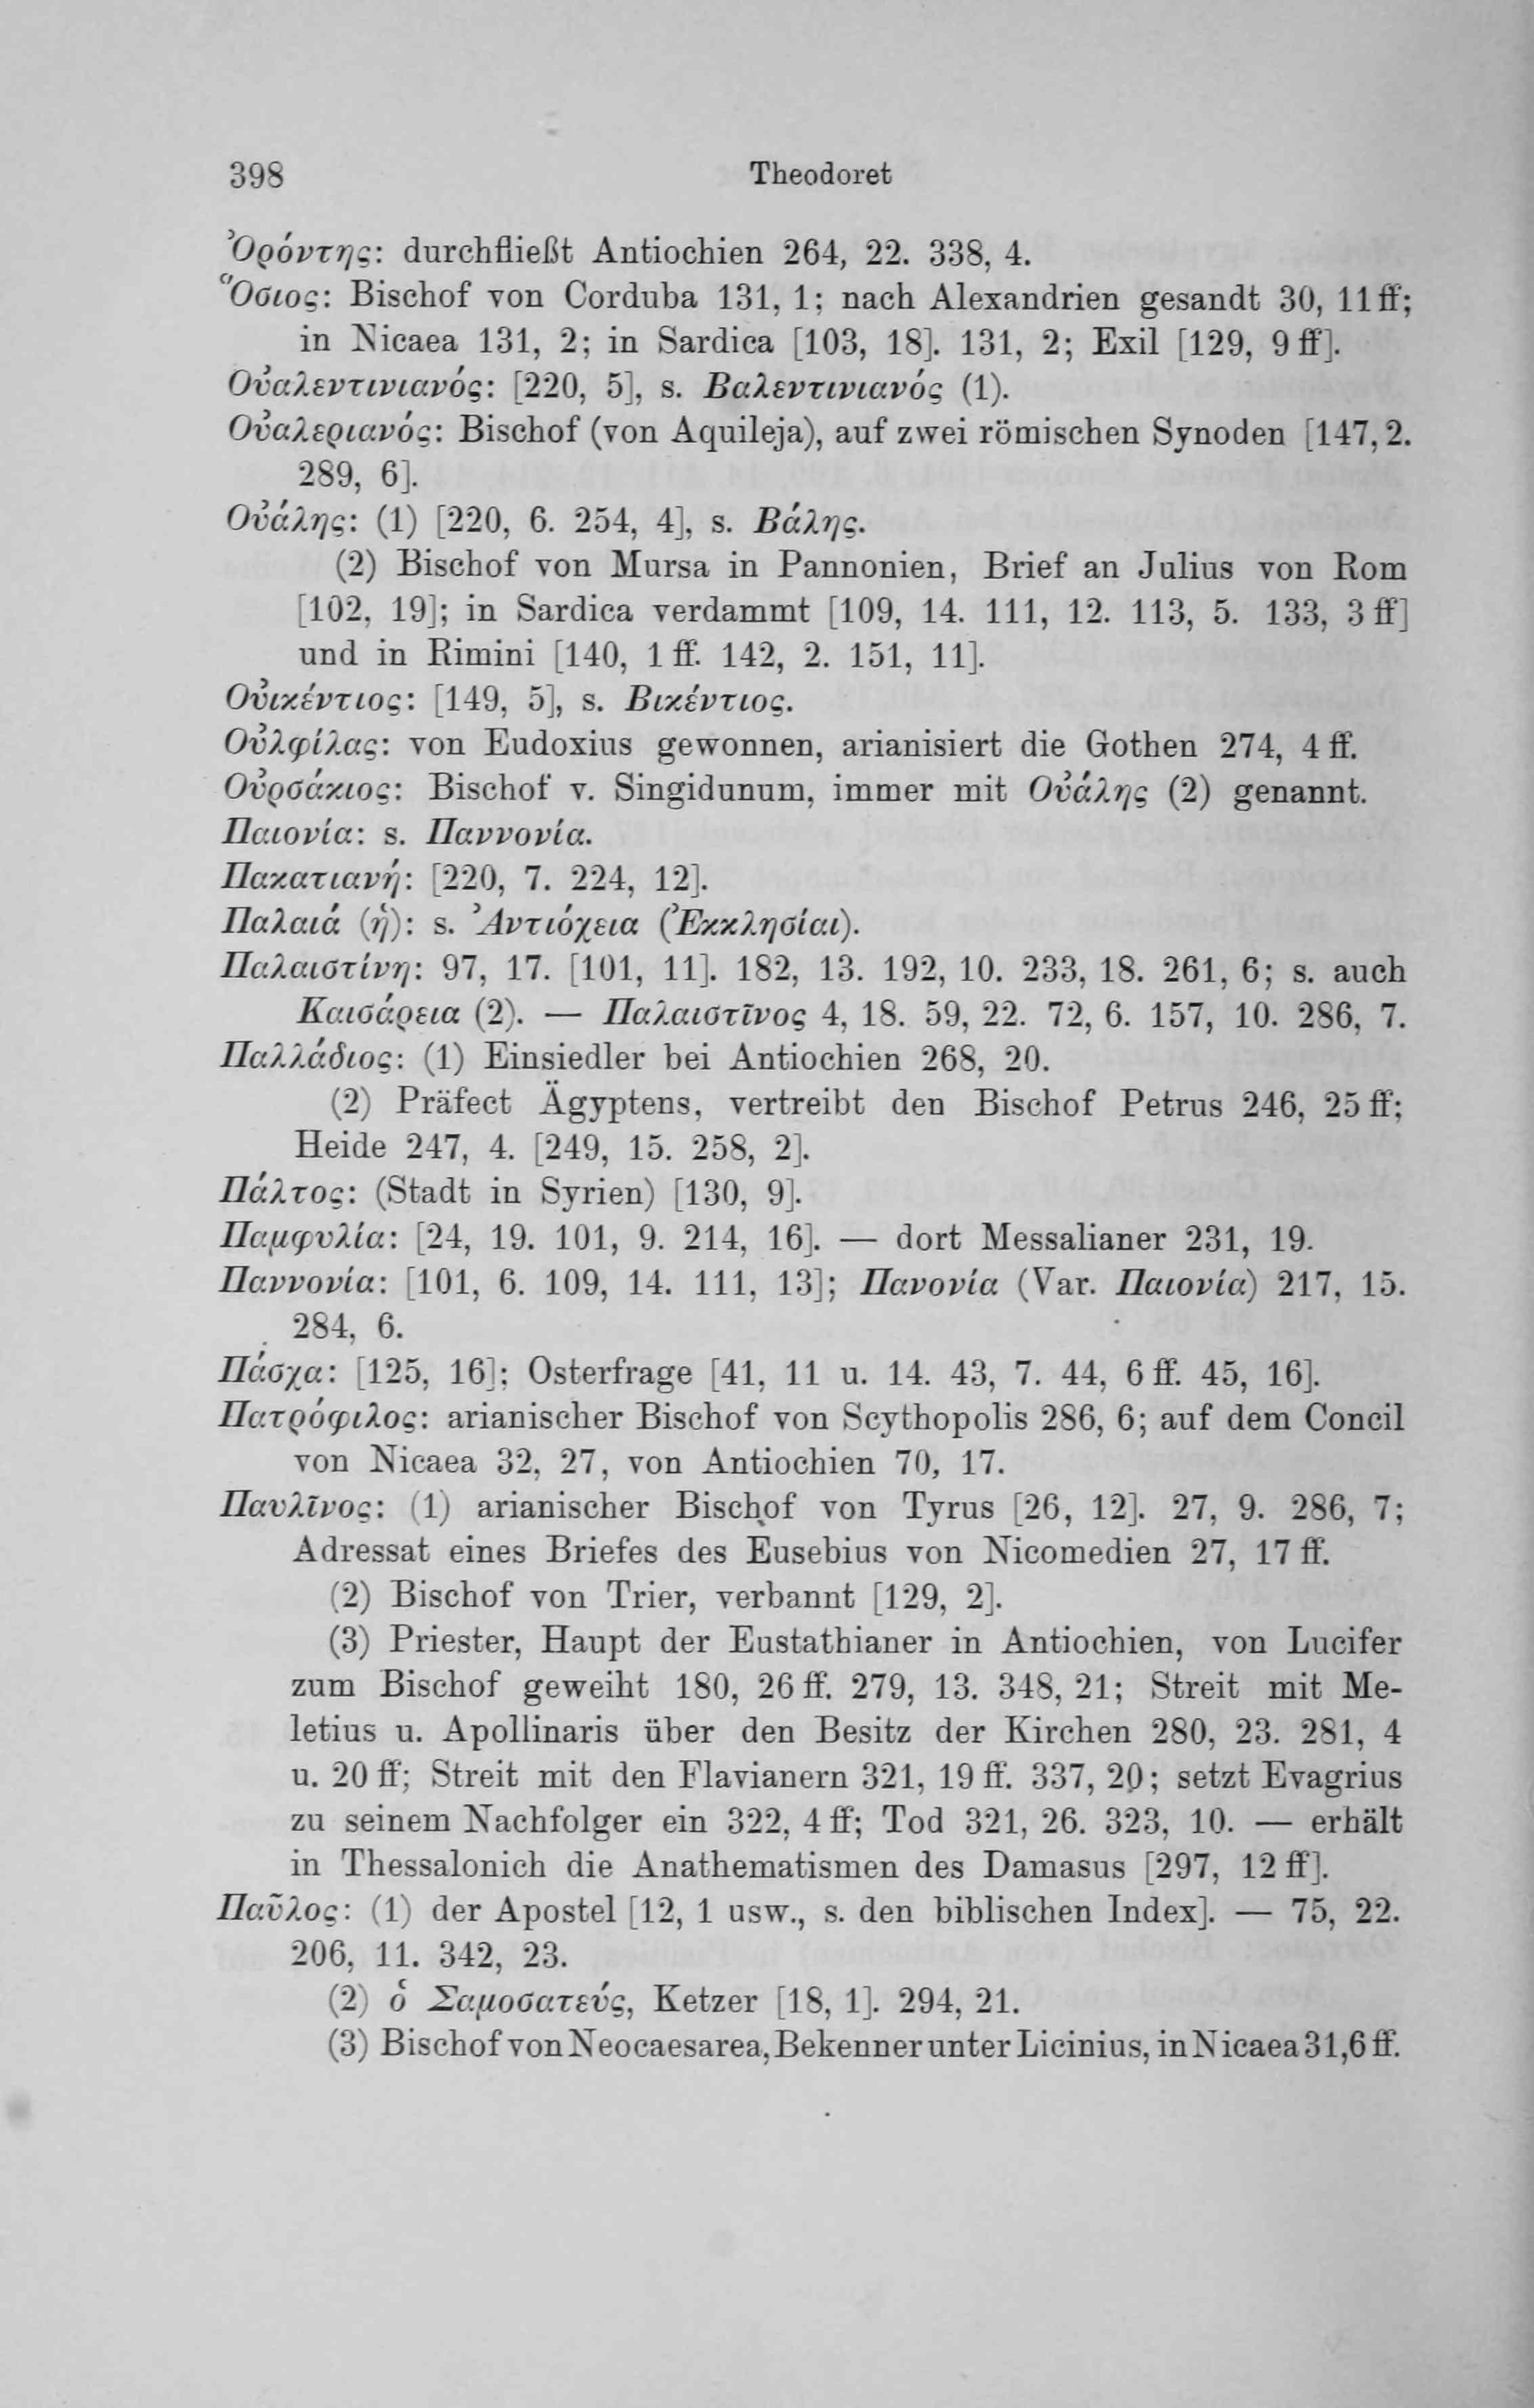 398 Theodoret
Ὀρόντης: durchfließt Antiochien 264, 22. 338, 4.
Ὅσιος: Bischof von Corduba 131, 1; nach Alexandrien gesandt 30, 11 ff;
in Nicaea 131, 2; in Sardica [103, 18]. 131, 2; Exil [129, 9 ff].
Οὐαλεντινιανός: [220, 5], s. Βαλεντινιανός (1).
Οὐαλεριανός: Bischof (von Aquileja), auf zwei römischen Synoden [147, 2.
289, 6].
Οὐάλης: (1) [220, 6. 254, 4], s. Βάλης.
(2) Bischof von Mursa in Pannonien, Brief an Julius von Rom
[102, 19]; in Sardica verdammt [109, 14. 111, 12. 113, 5. 133, 3 ff]
und in Rimini [140, 1 ff. 142, 2. 151, 11].
Οὐικέντιος: [149, 5], s. Βικέντιος.
Οὐλφίλας: von Eudoxius gewonnen, arianisiert die Gothen 274, 4 ff.
Οὐρσάκιος: Bischof v. Singidunum, immer mit Οὐάλης (2) genannt.
Παιονία: s. Παννονία.
Πακατιανή: [220, 7. 224, 12].
Παλαιά (ἡ): s. Ἀντιόχεια (Ἐκκλησίαι).
Παλαιστίνη: 97, 17. [101, 11]. 182, 13. 192, 10. 233, 18. 261, 6; s. auch
Καισάρεια (2). — Παλαιστῖνος 4, 18. 59, 22. 72, 6. 157, 10. 286, 7.
Παλλάδιος: (1) Einsiedler bei Antiochien 268, 20.
(2) Präfect Ägyptens, vertreibt den Bischof Petrus 246, 25 ff;
Heide 247, 4. [249, 15. 258, 2].
Πάλτος: (Stadt in Syrien) [130, 9].
Παμφυλία: [24, 19. 101, 9. 214, 16]. — dort Messalianer 231, 19.
Παννονία: [101, 6. 109, 14. 111, 13]; Πανονία (Var. Παιονία) 217, 15.
284, 6.
Πάσχα: [125, 16]; Osterfrage [41, 11 u. 14. 43, 7. 44, 6 ff. 45, 16].
Πατρόφιλος: arianischer Bischof von Scythopolis 286, 6; auf dem Concil
von Nicaea 32, 27, von Antiochien 70, 17.
Παυλῖνος: (1) arianischer Bischof von Tyrus [26, 12]. 27, 9. 286, 7;
Adressat eines Briefes des Eusebius von Nicomedien 27, 17 ff.
(2) Bischof von Trier, verbannt [129, 2].
(3) Priester, Haupt der Eustathianer in Antiochien, von Lucifer
zum Bischof geweiht 180, 26 ff. 279, 13. 348, 21; Streit mit Me-
letius u. Apollinaris über den Besitz der Kirchen 280, 23. 281, 4
u. 20 ff; Streit mit den Flavianern 321, 19 ff. 337, 20; setzt Evagrius
zu seinem Nachfolger ein 322, 4 ff; Tod 321, 26. 323, 10. — erhält
in Thessalonich die Anathematismen des Damasus [297, 12 ff].
Παῦλος: (1) der Apostel [12, 1 usw., s. den biblischen Index]. — 75, 22.
206, 11. 342, 23.
(2) ὁ Σαμοσατεύς, Ketzer [18, 1]. 294, 21.
(3) Bischof von Neocaesarea, Bekenner unter Licinius, in Nicaea 31, 6 ff.